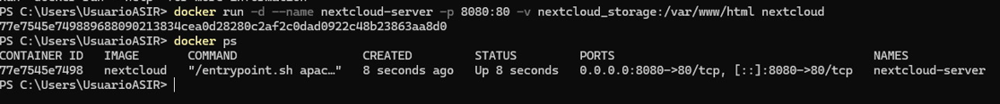 PS C:\Users\UsuarioASIR> docker run -d --name nextcloud-server -p 8080:80 -v nextcloud_storage:/var/www/html nextcloud
77e7545e749889688090213834cea0d28280c2af2c0dad0922c48b23863aa8d0
PS C:\Users\UsuarioASIR> docker ps
CONTAINER ID IMAGE COMMAND CREATED STATUS PORTS NAMES
77e7545e7498 nextcloud "/entrypoint.sh apac…" 8 seconds ago Up 8 seconds 0.0.0.0:8080->80/tcp, [::]:8080->80/tcp nextcloud-server
PS C:\Users\UsuarioASIR>